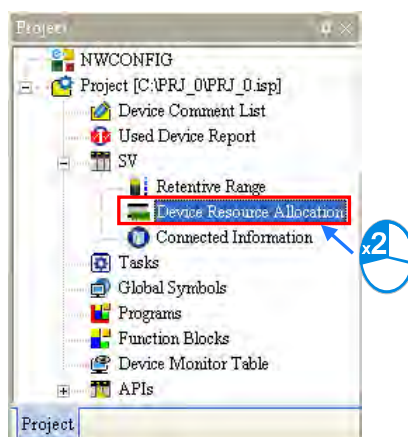 Project
NWCONFIG
Project [C:\PRJ_0\PRJ_0.isp]
Device Comment List
Used Device Report
SV
Retentive Range
Device Resource Allocation
Connected Information
x2
Tasks
Global Symbols
Programs
Function Blocks
Device Monitor Table
APIs
Project